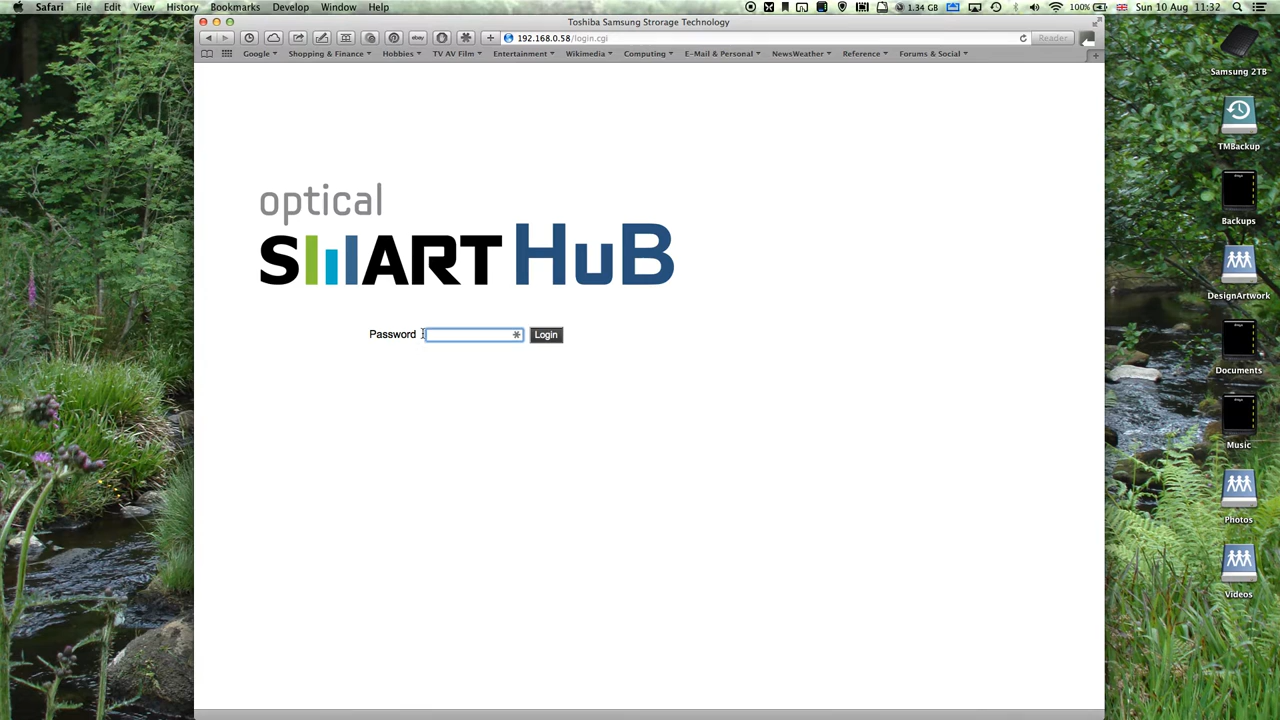 Safari File Edit View History Bookmarks Develop Window Help 1.34 GB 100% Sun 10 Aug 11:32
Toshiba Samsung Strorage Technology
ebay 192.168.0.58/login.cgi Reader
Google Shopping & Finance Hobbies TV AV Film Entertainment Wikimedia Computing E-Mail & Personal NewsWeather Reference Forums & Social
optical
SMART HuB
Password * Login
Samsung 2TB
TMBackup
Backups
DesignArtwork
Documents
Music
Photos
Videos